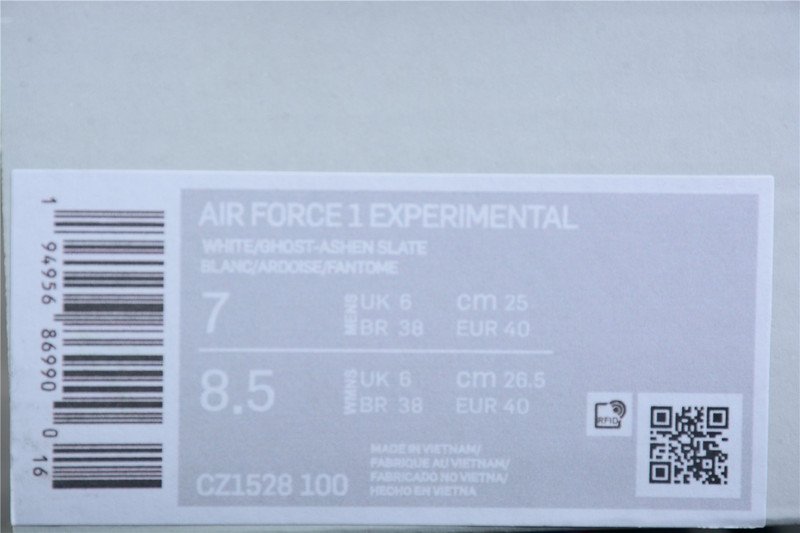 AIR FORCE 1 EXPERIMENTAL
WHITE/GHOST-ASHEN SLATE
BLANC/ARDOISE/FANTOME
7 MENS UK 6 cm 25
BR 38 EUR 40
8.5 WMNS UK 6 cm 26.5
BR 38 EUR 40
MADE IN VIETNAM/
FABRIQUE AU VIETNAM/
FABRICADO NO VIETNA/
HECHO EN VIETNA
CZ1528 100
RFID
1 94956 86990 0 16